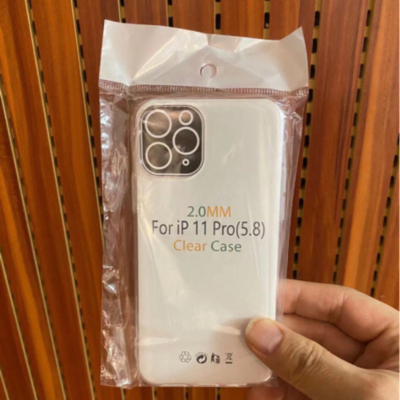 2.0MM
For iP 11 Pro(5.8)
Clear Case